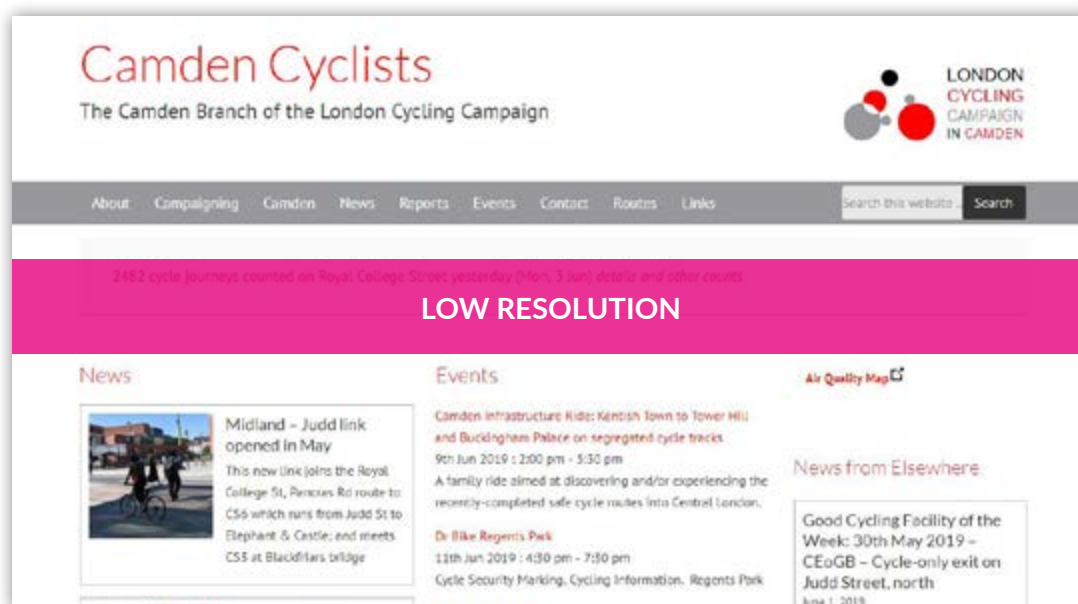 Camden Cyclists
The Camden Branch of the London Cycling Campaign
LONDON
CYCLING
CAMPAIGN
IN CAMDEN
About Campaigning Camden News Reports Events Contact Routes Links
Search this website ... Search
2482 cycle journeys counted on Royal College Street yesterday (Mon, 3 Jun) details and other counts
LOW RESOLUTION
News
Midland – Judd link
opened in May
This new link joins the Royal
College St, Pancras Rd route to
CS6 which runs from Judd St to
Elephant & Castle; and meets
CS3 at Blackfriars bridge
Events
Camden Infrastructure Ride: Kentish Town to Tower Hill
and Buckingham Palace on segregated cycle tracks
9th Jun 2019 : 2:00 pm - 5:30 pm
A family ride aimed at discovering and/or experiencing the
recently-completed safe cycle routes into Central London.
Dr Bike Regents Park
11th Jun 2019 : 4:30 pm - 7:30 pm
Cycle Security Marking. Cycling Information. Regents Park
Air Quality Map
News from Elsewhere
Good Cycling Facility of the
Week: 30th May 2019 –
CEoGB – Cycle-only exit on
Judd Street, north
June 1, 2019